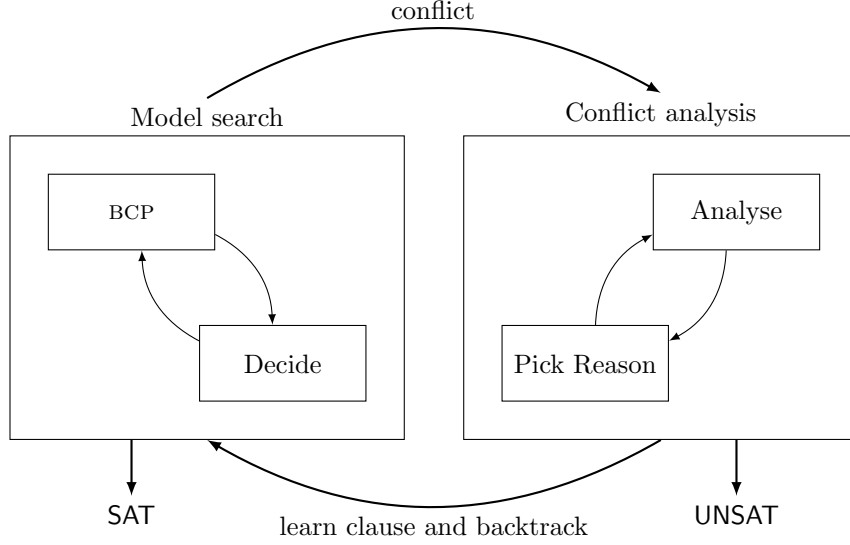 conflict
Model search
Conflict analysis
BCP
Analyse
Decide
Pick Reason
SAT
learn clause and backtrack
UNSAT